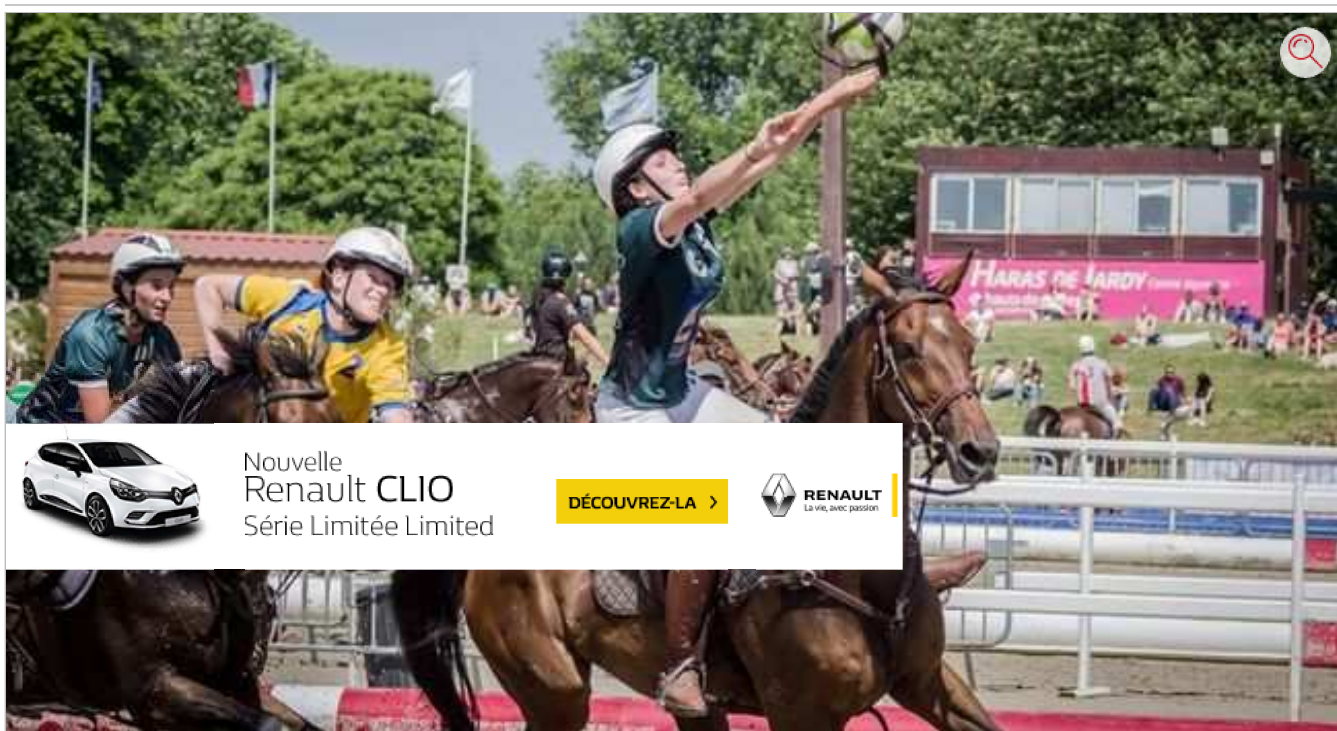 HARAS DE JARDY
Nouvelle
Renault CLIO
Série Limitée Limited
DÉCOUVREZ-LA >
RENAULT
La vie, avec passion